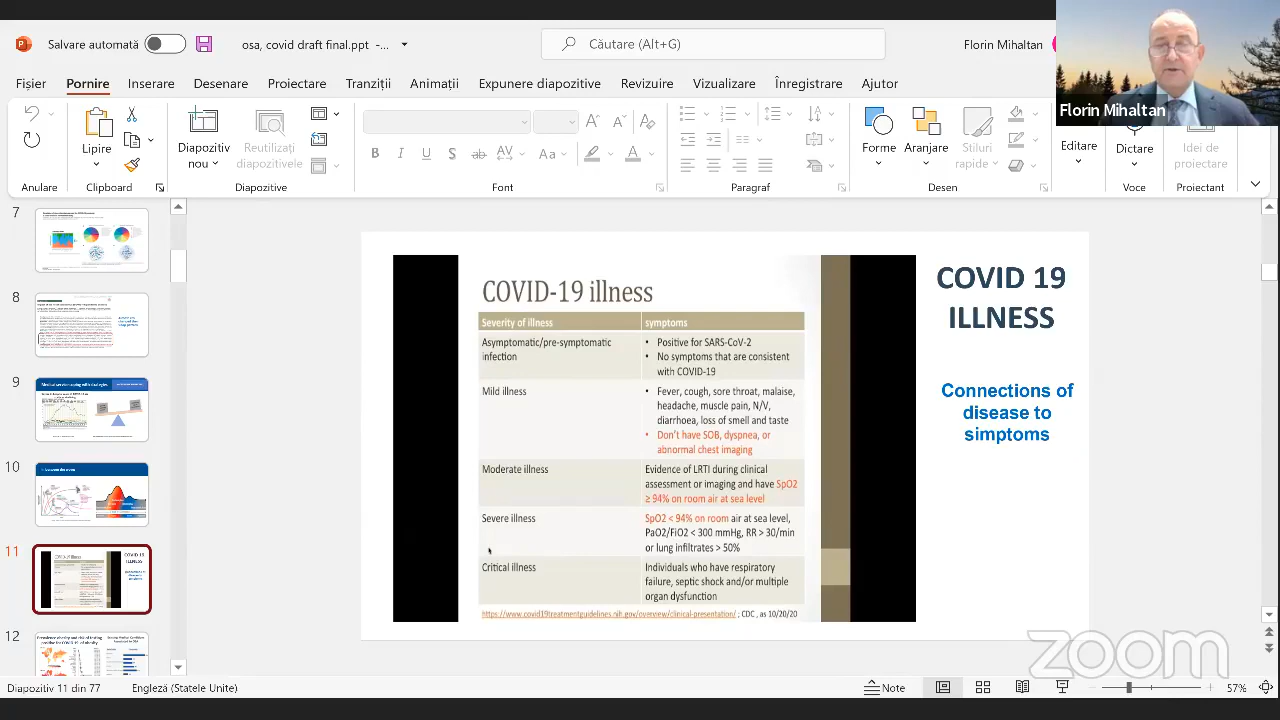 Salvare automată
osa, covid draft final.ppt -...
Căutare (Alt+G)
Florin Mihaltan
Fișier
Pornire
Inserare
Desenare
Proiectare
Tranziții
Animații
Expunere diapozitive
Revizuire
Vizualizare
Înregistrare
Ajutor
Florin Mihaltan
Lipire
Diapozitiv
nou
Reutilizați
diapozitivele
Forme
Aranjare
Stiluri
rapide
Editare
Dictare
Idei de
proiectare
Anulare
Clipboard
Diapozitive
Font
Paragraf
Desen
Voce
Proiectant
7
8
9
10
11
12
COVID-19 illness
Severity of illness
symptoms
Asymptomatic/pre-symptomatic
infection
• Positive for SARS-CoV-2
• No symptoms that are consistent
with COVID-19
Mild illness
• Fever, cough, sore throat, malaise,
headache, muscle pain, N/V,
diarrhoea, loss of smell and taste
• Don't have SOB, dyspnea, or
abnormal chest imaging
Moderate illness
Evidence of LRTI during clinical
assessment or imaging and have SpO2
≥ 94% on room air at sea level
Severe illness
SpO2 < 94% on room air at sea level,
PaO2/FiO2 < 300 mmHg, RR > 30/min
or lung infiltrates > 50%
Critical illness
Individuals who have respiratory
failure, septic shock and/or multiple
organ dysfunction
https://www.covid19treatmentguidelines.nih.gov/overview/clinical-presentation/ ; CDC , as 10/20/20
COVID 19
ILLNESS
Connections of
disease to
simptoms
zoom
Diapozitiv 11 din 77
Engleză (Statele Unite)
Note
57%